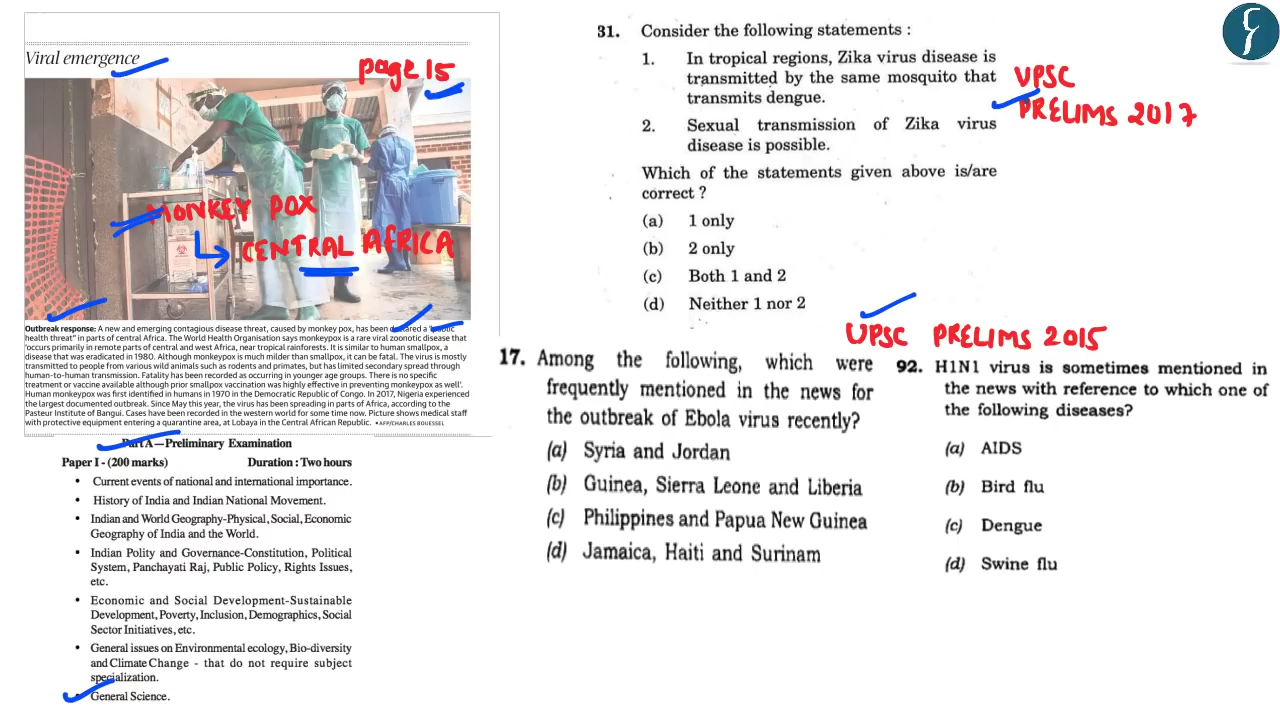 Viral emergence
page 15
MONKEY POX
CENTRAL AFRICA
Outbreak response: A new and emerging contagious disease threat, caused by monkey pox, has been declared a 'public
health threat" in parts of central Africa. The World Health Organisation says monkeypox is a rare viral zoonotic disease that
'occurs primarily in remote parts of central and west Africa, near tropical rainforests. It is similar to human smallpox, a
disease that was eradicated in 1980. Although monkeypox is much milder than smallpox, it can be fatal. The virus is mostly
transmitted to people from various wild animals such as rodents and primates, but has limited secondary spread through
human-to-human transmission. Fatality has been recorded as occurring in younger age groups. There is no specific
treatment or vaccine available although prior smallpox vaccination was highly effective in preventing monkeypox as well'.
Human monkeypox was first identified in humans in 1970 in the Democratic Republic of Congo. In 2017, Nigeria experienced
the largest documented outbreak. Since May this year, the virus has been spreading in parts of Africa, according to the
Pasteur Institute of Bangui. Cases have been recorded in the western world for some time now. Picture shows medical staff
with protective equipment entering a quarantine area, at Lobaya in the Central African Republic. •AFP/CHARLES BOUESSEL
Part A—Preliminary Examination
Paper I - (200 marks) Duration : Two hours
• Current events of national and international importance.
• History of India and Indian National Movement.
• Indian and World Geography-Physical, Social, Economic
Geography of India and the World.
• Indian Polity and Governance-Constitution, Political
System, Panchayati Raj, Public Policy, Rights Issues,
etc.
• Economic and Social Development-Sustainable
Development, Poverty, Inclusion, Demographics, Social
Sector Initiatives, etc.
• General issues on Environmental ecology, Bio-diversity
and Climate Change - that do not require subject
specialization.
• General Science.
31. Consider the following statements :
1. In tropical regions, Zika virus disease is
transmitted by the same mosquito that
transmits dengue.
2. Sexual transmission of Zika virus
disease is possible.
Which of the statements given above is/are
correct ?
(a) 1 only
(b) 2 only
(c) Both 1 and 2
(d) Neither 1 nor 2
UPSC
PRELIMS 2017
UPSC PRELIMS 2015
17. Among the following, which were
frequently mentioned in the news for
the outbreak of Ebola virus recently?
(a) Syria and Jordan
(b) Guinea, Sierra Leone and Liberia
(c) Philippines and Papua New Guinea
(d) Jamaica, Haiti and Surinam
92. H1N1 virus is sometimes mentioned in
the news with reference to which one of
the following diseases?
(a) AIDS
(b) Bird flu
(c) Dengue
(d) Swine flu